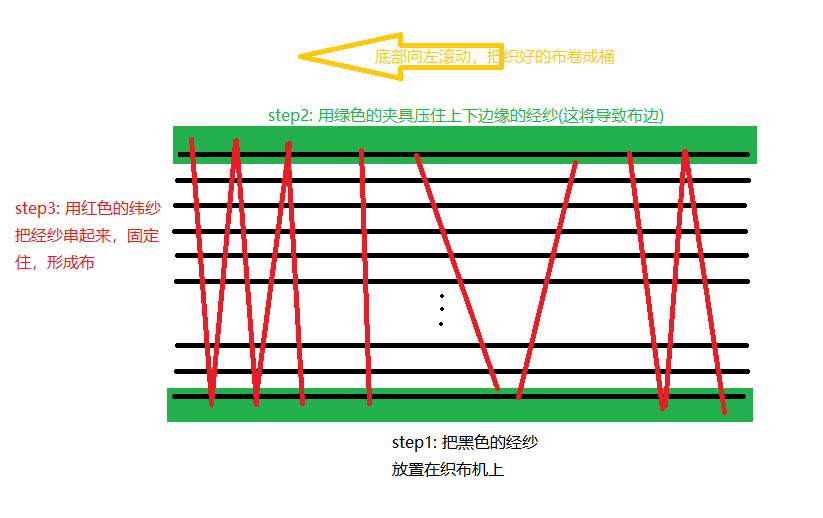 底部向左滚动，把织好的布卷成桶
step2: 用绿色的夹具压住上下边缘的经纱(这将导致布边)
step3: 用红色的纬纱
把经纱串起来，固定
住，形成布
step1: 把黑色的经纱
放置在织布机上